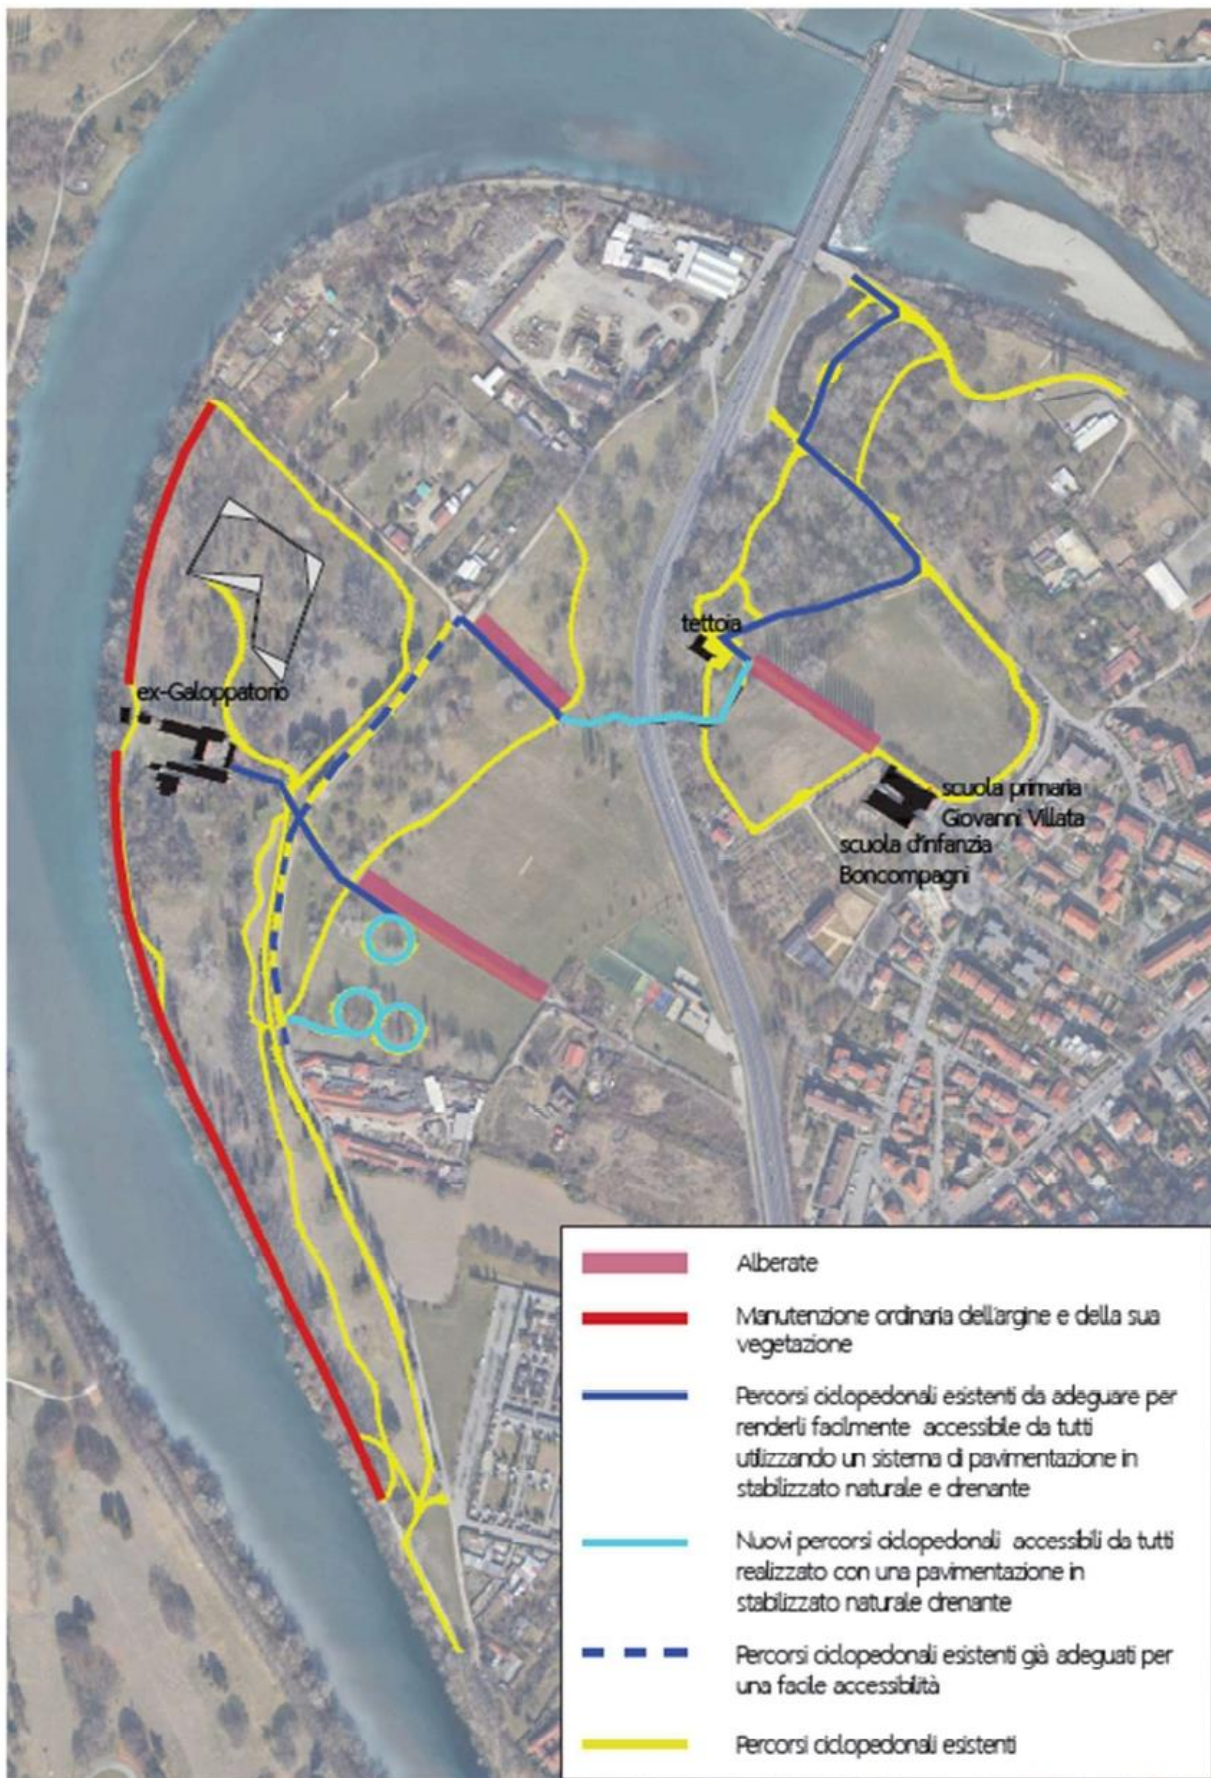 tettoia
ex-Galoppatorio
scuola primaria
Giovanni Villata
scuola d'infanzia
Boncompagni
Alberate
Manutenzione ordinaria dell'argine e della sua
vegetazione
Percorsi ciclopedonali esistenti da adeguare per
renderli facilmente accessibile da tutti
utilizzando un sistema di pavimentazione in
stabilizzato naturale e drenante
Nuovi percorsi ciclopedonali accessibili da tutti
realizzato con una pavimentazione in
stabilizzato naturale drenante
Percorsi ciclopedonali esistenti già adeguati per
una facile accessibilità
Percorsi ciclopedonali esistenti